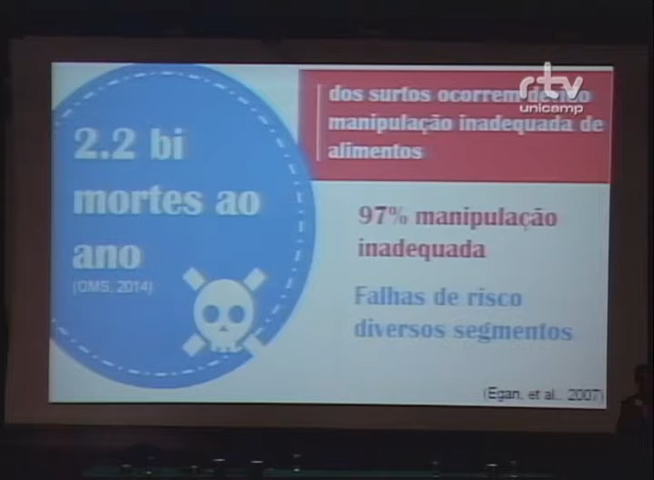 2.2 bi
mortes ao
ano
(OMS, 2014)
dos surtos ocorrem devido
manipulação inadequada de
alimentos
97% manipulação
inadequada
Falhas de risco
diversos segmentos
(Egan, et al., 2007)
rtv
unicamp